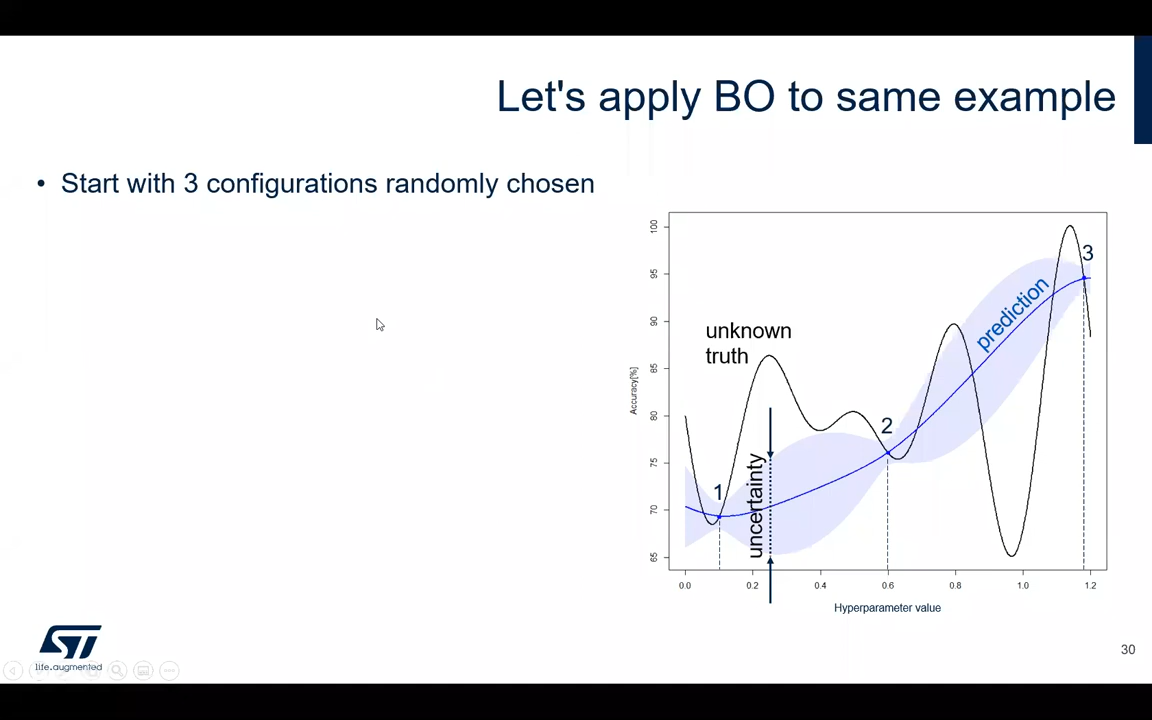 Let's apply BO to same example
• Start with 3 configurations randomly chosen
100
95
90
85
80
75
70
65
Accuracy[%]
unknown
truth
prediction
uncertainty
1
2
3
0.0 0.2 0.4 0.6 0.8 1.0 1.2
Hyperparameter value
ST
life.augmented
30